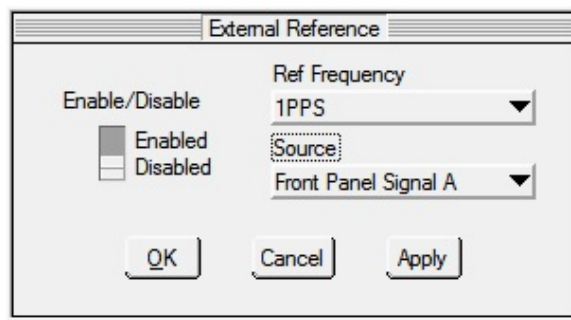 External Reference
Enable/Disable
Enabled
Disabled
Ref Frequency
1PPS
Source
Front Panel Signal A
OK
Cancel
Apply